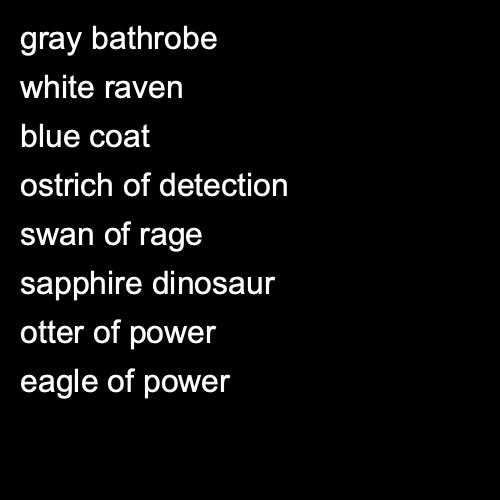 gray bathrobe
white raven
blue coat
ostrich of detection
swan of rage
sapphire dinosaur
otter of power
eagle of power